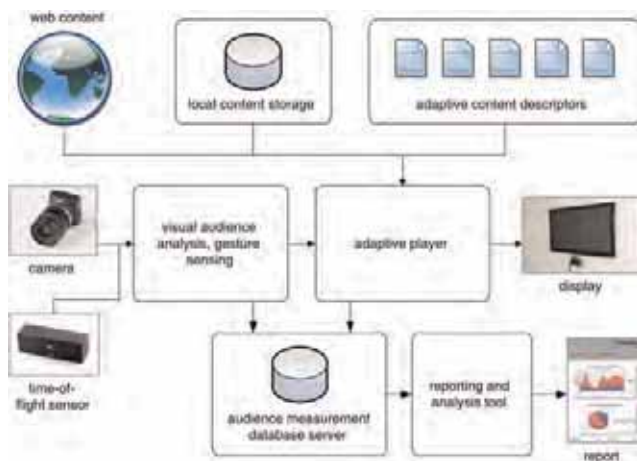 web content
local content storage
adaptive content descriptors
camera
visual audience
analysis, gesture
sensing
adaptive player
display
time-of-
flight sensor
audience measurement
database server
reporting and
analysis tool
report